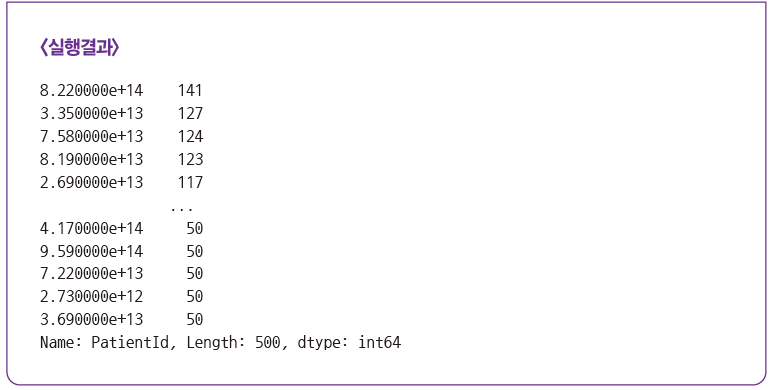 <실행결과>
8.220000e+14    141
3.350000e+13    127
7.580000e+13    124
8.190000e+13    123
2.690000e+13    117
               ...
4.170000e+14     50
9.590000e+14     50
7.220000e+13     50
2.730000e+12     50
3.690000e+13     50
Name: PatientId, Length: 500, dtype: int64